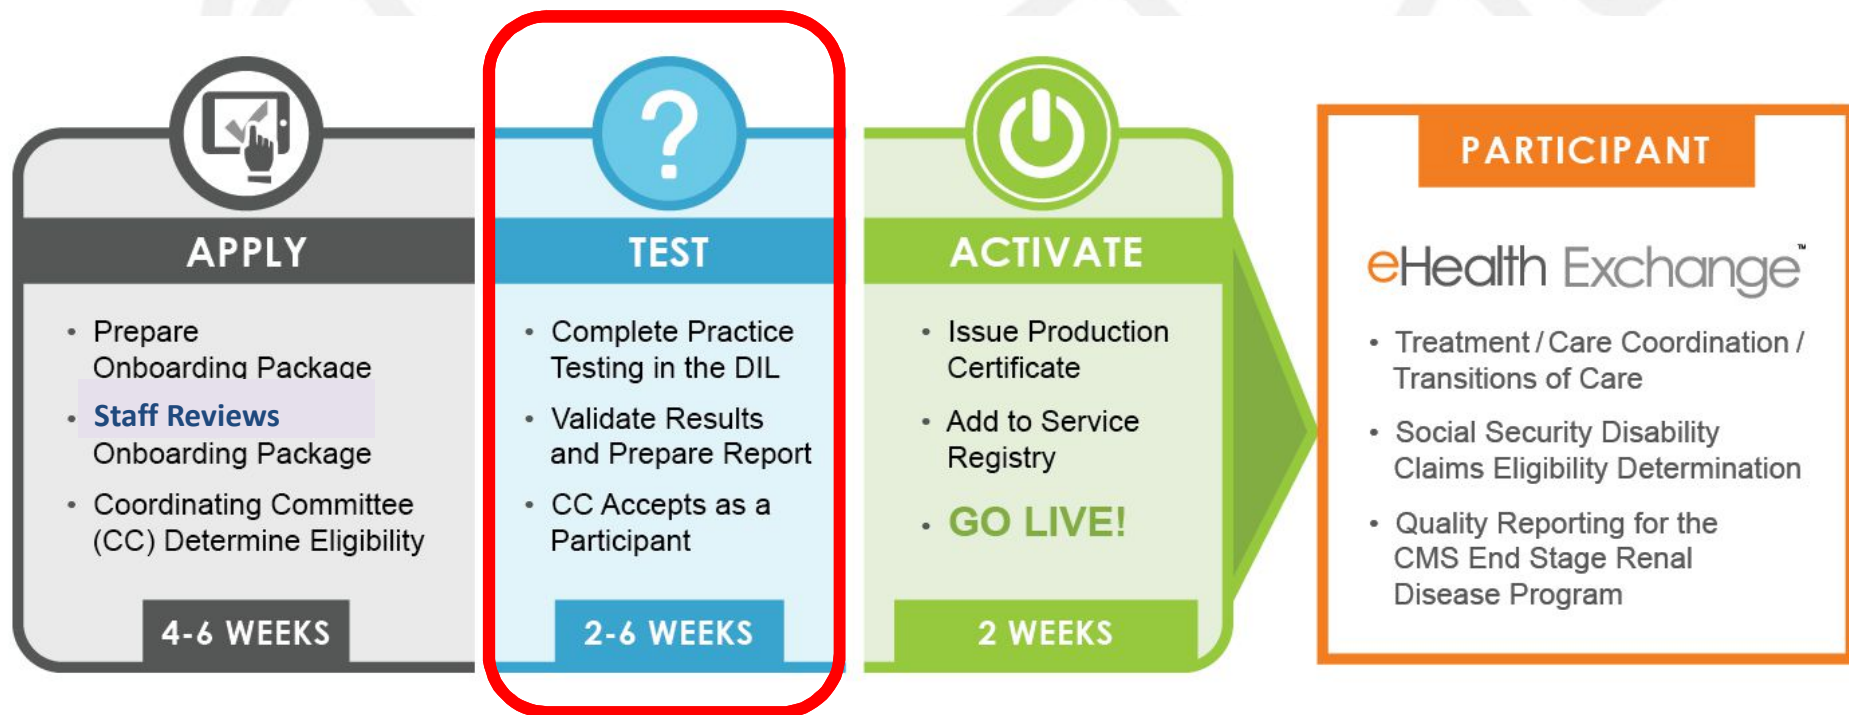 APPLY
• Prepare
Onboarding Package
• Staff Reviews
Onboarding Package
• Coordinating Committee
(CC) Determine Eligibility
4-6 WEEKS
TEST
• Complete Practice
Testing in the DIL
• Validate Results
and Prepare Report
• CC Accepts as a
Participant
2-6 WEEKS
ACTIVATE
• Issue Production
Certificate
• Add to Service
Registry
• GO LIVE!
2 WEEKS
PARTICIPANT
eHealth Exchange™
• Treatment / Care Coordination /
Transitions of Care
• Social Security Disability
Claims Eligibility Determination
• Quality Reporting for the
CMS End Stage Renal
Disease Program